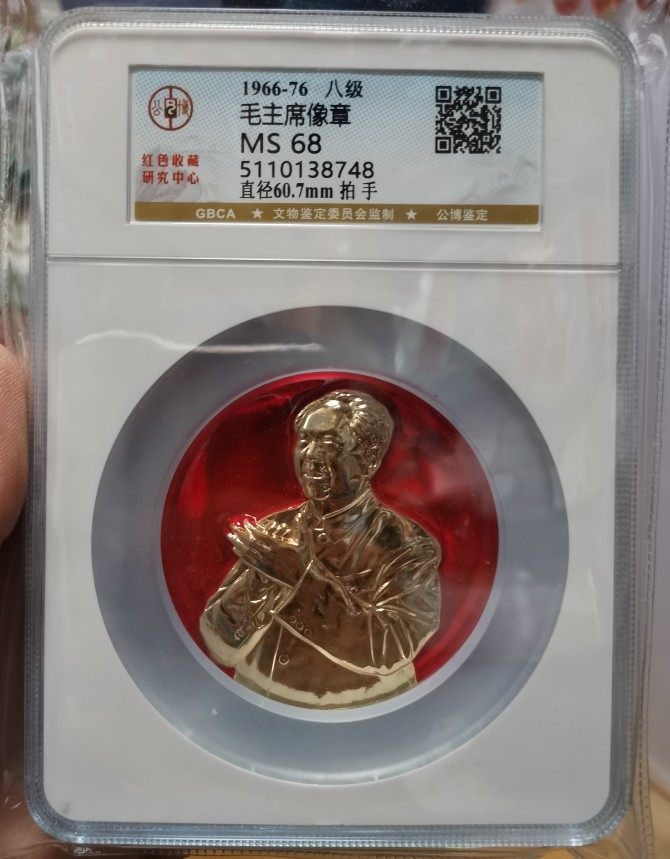 1966-76 八级
毛主席像章
MS 68
5110138748
直径60.7mm 拍 手
公博
红色收藏
研究中心
GBCA ★ 文物鉴定委员会监制 ★ 公博鉴定